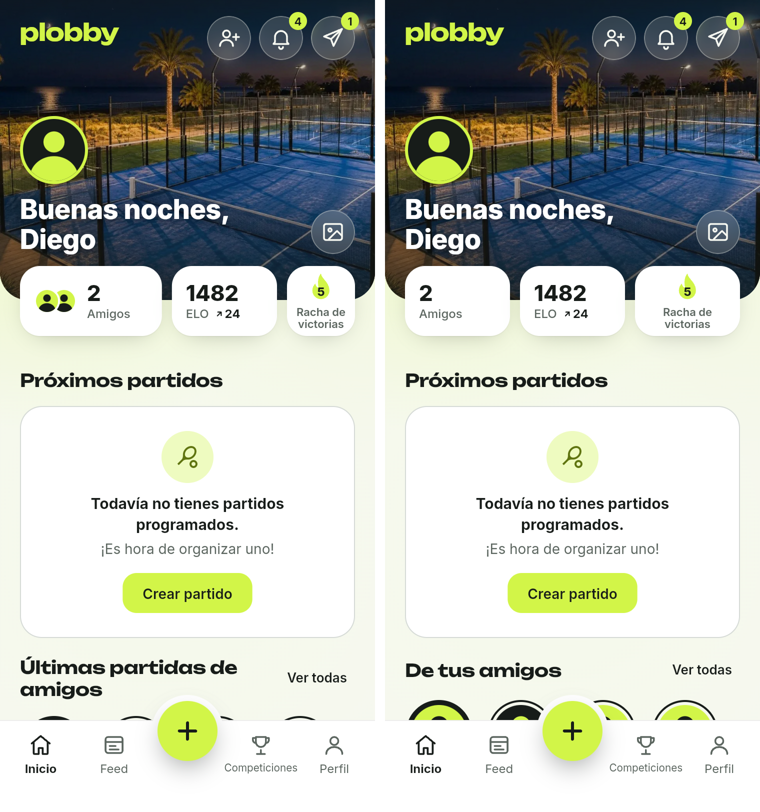 plobby
4
1
Buenas noches,
Diego
2
Amigos
1482
ELO ↗ 24
5
Racha de
victorias
Próximos partidos
Todavía no tienes partidos
programados.
¡Es hora de organizar uno!
Crear partido
Últimas partidas de
amigos
Ver todas
Inicio
Feed
Competiciones
Perfil
plobby
4
1
Buenas noches,
Diego
2
Amigos
1482
ELO ↗ 24
5
Racha de
victorias
Próximos partidos
Todavía no tienes partidos
programados.
¡Es hora de organizar uno!
Crear partido
De tus amigos
Ver todas
Inicio
Feed
Competiciones
Perfil